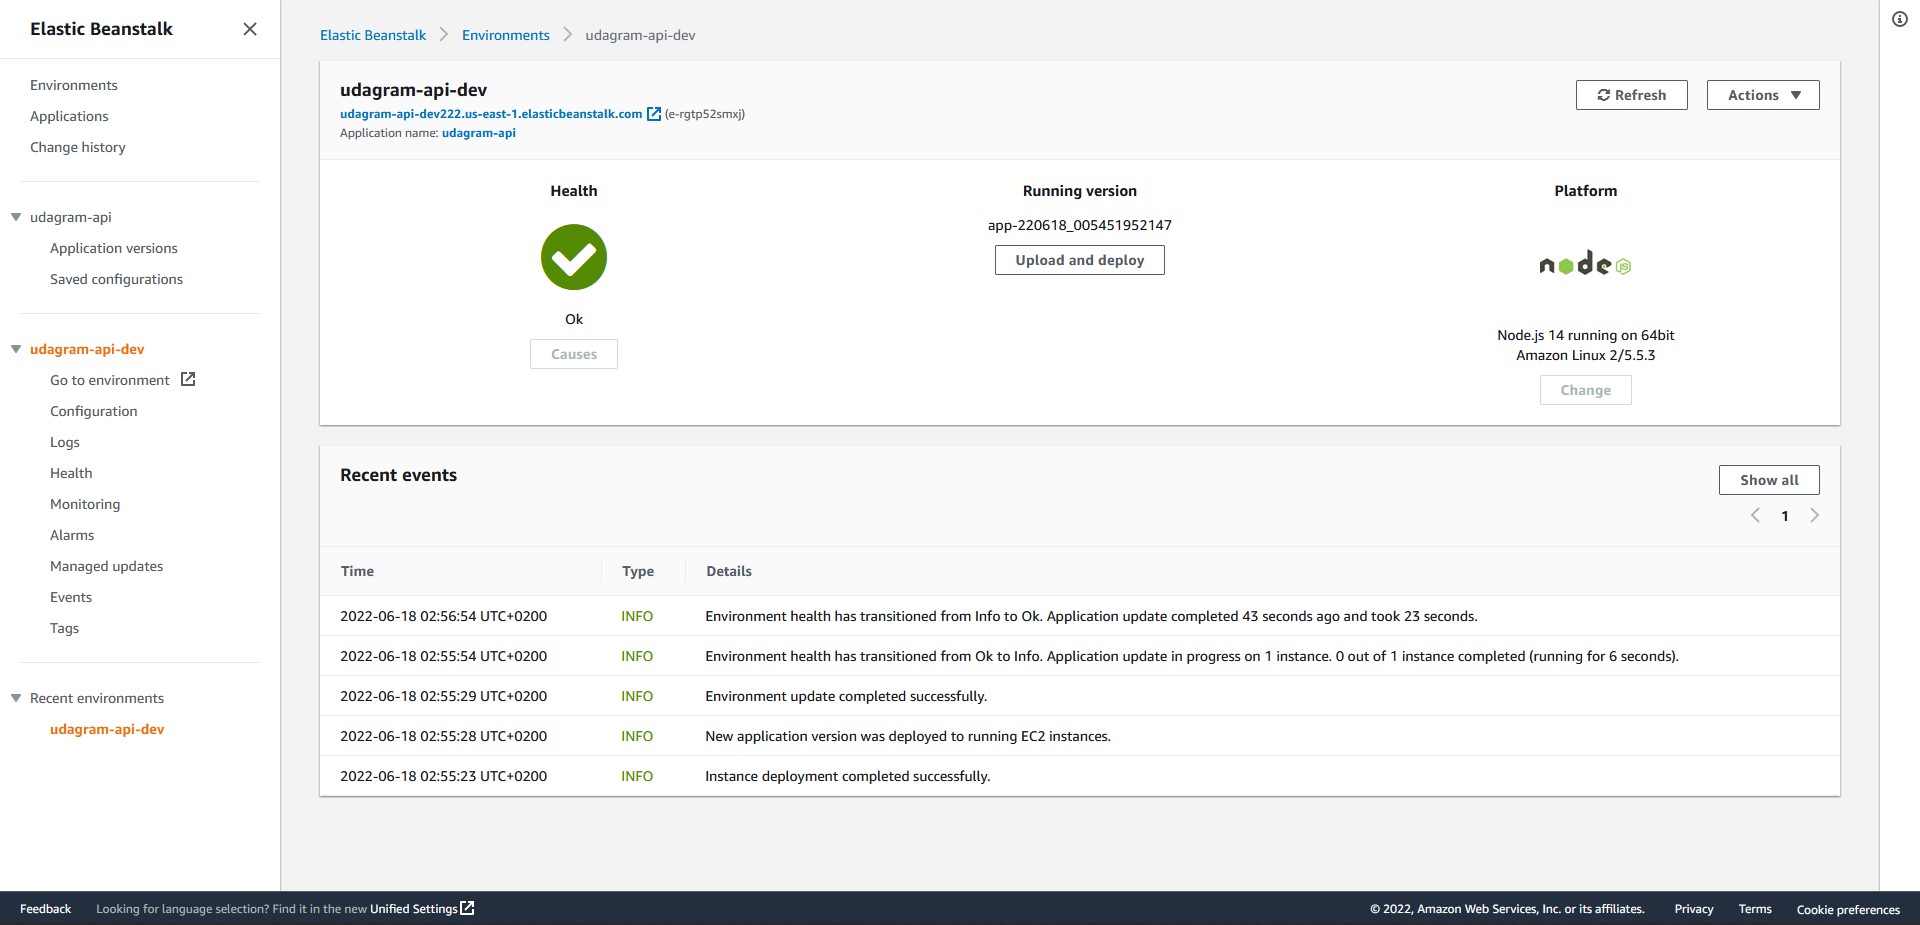 Elastic Beanstalk
Environments
Applications
Change history
udagram-api
Application versions
Saved configurations
udagram-api-dev
Go to environment
Configuration
Logs
Health
Monitoring
Alarms
Managed updates
Events
Tags
Recent environments
udagram-api-dev
Elastic Beanstalk > Environments > udagram-api-dev
udagram-api-dev
udagram-api-dev222.us-east-1.elasticbeanstalk.com (e-rgtp52smxj)
Application name: udagram-api
Refresh
Actions
Health
Ok
Causes
Running version
app-220618_005451952147
Upload and deploy
Platform
node JS
Node.js 14 running on 64bit
Amazon Linux 2/5.5.3
Change
Recent events
Show all
1
Time Type Details
2022-06-18 02:56:54 UTC+0200 INFO Environment health has transitioned from Info to Ok. Application update completed 43 seconds ago and took 23 seconds.
2022-06-18 02:55:54 UTC+0200 INFO Environment health has transitioned from Ok to Info. Application update in progress on 1 instance. 0 out of 1 instance completed (running for 6 seconds).
2022-06-18 02:55:29 UTC+0200 INFO Environment update completed successfully.
2022-06-18 02:55:28 UTC+0200 INFO New application version was deployed to running EC2 instances.
2022-06-18 02:55:23 UTC+0200 INFO Instance deployment completed successfully.
Feedback Looking for language selection? Find it in the new Unified Settings © 2022, Amazon Web Services, Inc. or its affiliates. Privacy Terms Cookie preferences